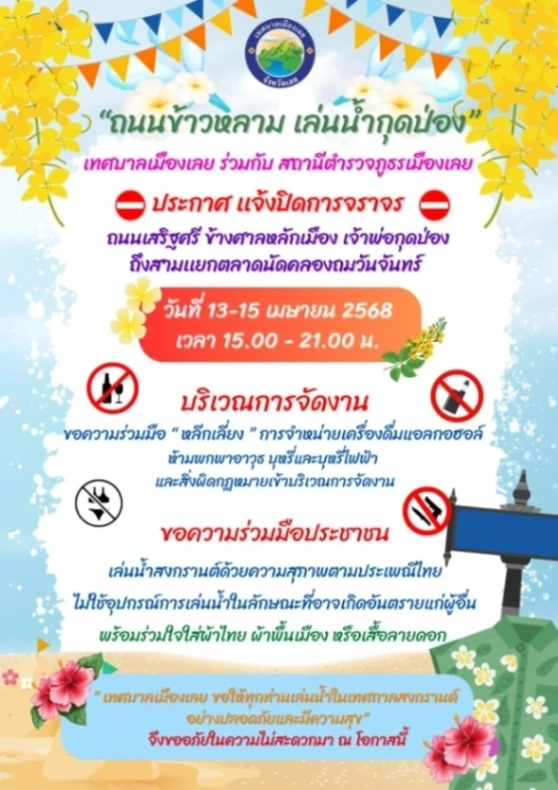 เทศบาลเมืองเลย
จังหวัดเลย
“ถนนข้าวหลาม เล่นน้ำกุดป่อง”
เทศบาลเมืองเลย ร่วมกับ สถานีตำรวจภูธรเมืองเลย
ประกาศ แจ้งปิดการจราจร
ถนนเสริฐศรี ข้างศาลหลักเมือง เจ้าพ่อกุดป่อง
ถึงสามแยกตลาดนัดคลองถมวันจันทร์
วันที่ 13-15 เมษายน 2568
เวลา 15.00 - 21.00 น.
บริเวณการจัดงาน
ขอความร่วมมือ “ หลีกเลี่ยง ” การจำหน่ายเครื่องดื่มแอลกอฮอล์
ห้ามพกพาอาวุธ บุหรี่และบุหรี่ไฟฟ้า
และสิ่งผิดกฎหมายเข้าบริเวณการจัดงาน
ขอความร่วมมือประชาชน
เล่นน้ำสงกรานต์ด้วยความสุภาพตามประเพณีไทย
ไม่ใช้อุปกรณ์การเล่นน้ำในลักษณะที่อาจเกิดอันตรายแก่ผู้อื่น
พร้อมร่วมใจใส่ผ้าไทย ผ้าพื้นเมือง หรือเสื้อลายดอก
“ เทศบาลเมืองเลย ขอให้ทุกท่านเล่นน้ำในเทศกาลสงกรานต์
อย่างปลอดภัยและมีความสุข”
จึงขออภัยในความไม่สะดวกมา ณ โอกาสนี้